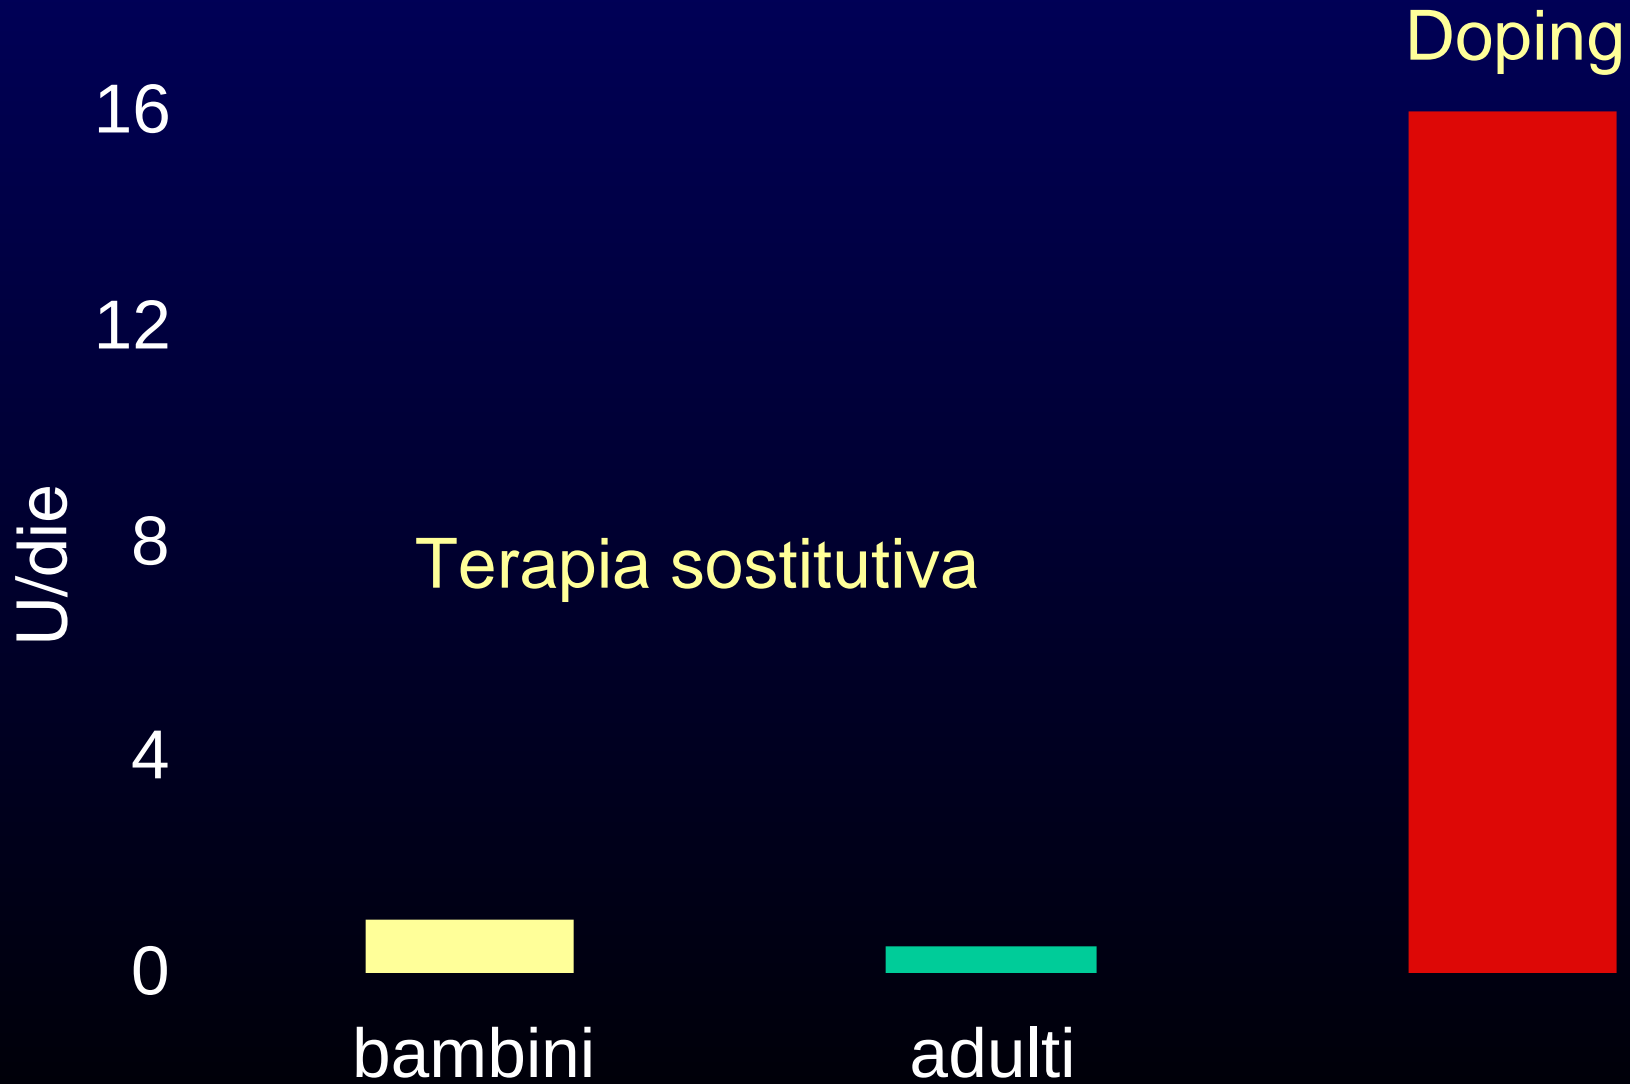 Doping
16
12
8
4
0
U/die
Terapia sostitutiva
bambini
adulti